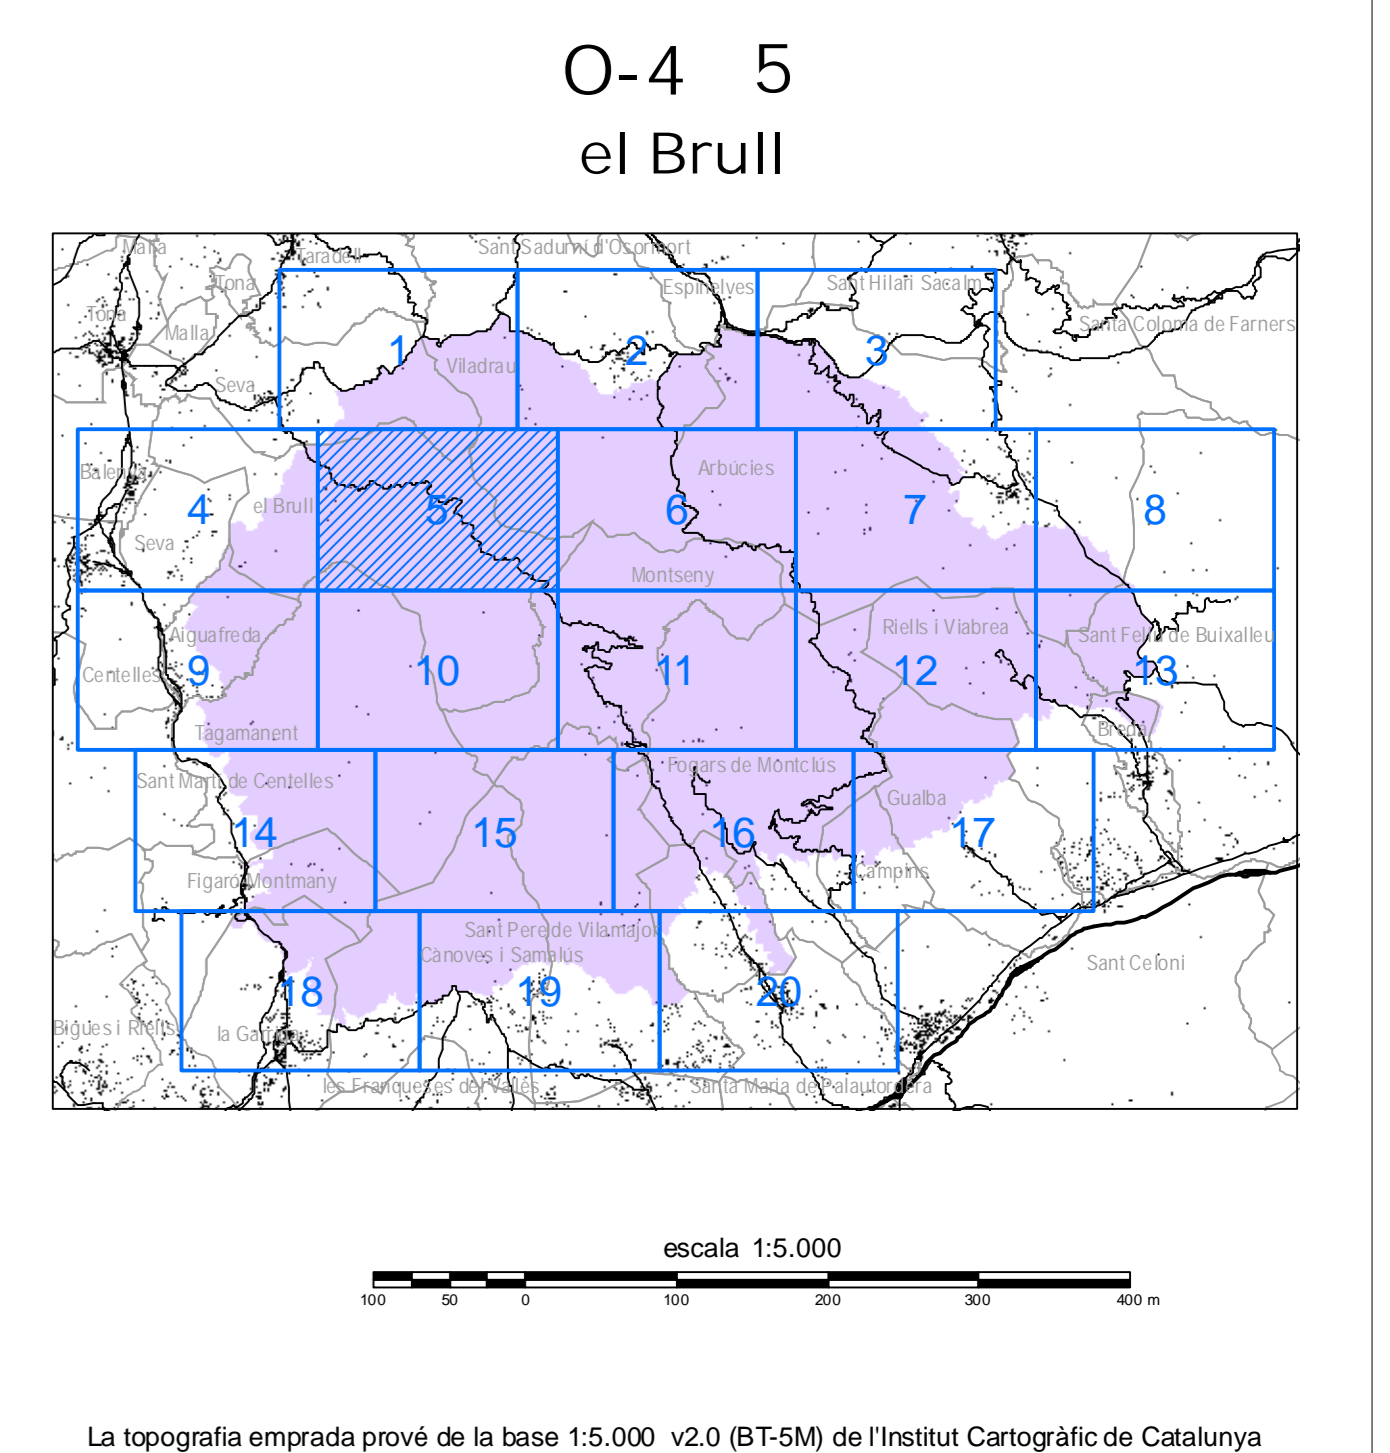 O-4 5
el Brull
Malla
Taradell
Sant Sadurní d'Osormort
Tona
Espinelves
Sant Hilari Sacalm
Tona
Malla
Santa Coloma de Farners
1
2
3
Viladrau
Seva
Balenyà
Arbúcies
el Brull
4
5
6
7
8
Seva
Montseny
Aiguafreda
Riells i Viabrea
Sant Feliu de Buixalleu
Centelles
9
10
11
12
13
Tagamanent
Breda
Sant Martí de Centelles
Fogars de Montclús
Gualba
14
15
16
17
Figaró-Montmany
Campins
Sant Pere de Vilamajor
Cànoves i Samalús
Sant Celoni
18
19
20
Bigues i Riells
la Garriga
les Franqueses del Vallès
Santa Maria de Palautordera
escala 1:5.000
100 50 0 100 200 300 400 m
La topografia emprada prové de la base 1:5.000 v2.0 (BT-5M) de l'Institut Cartogràfic de Catalunya